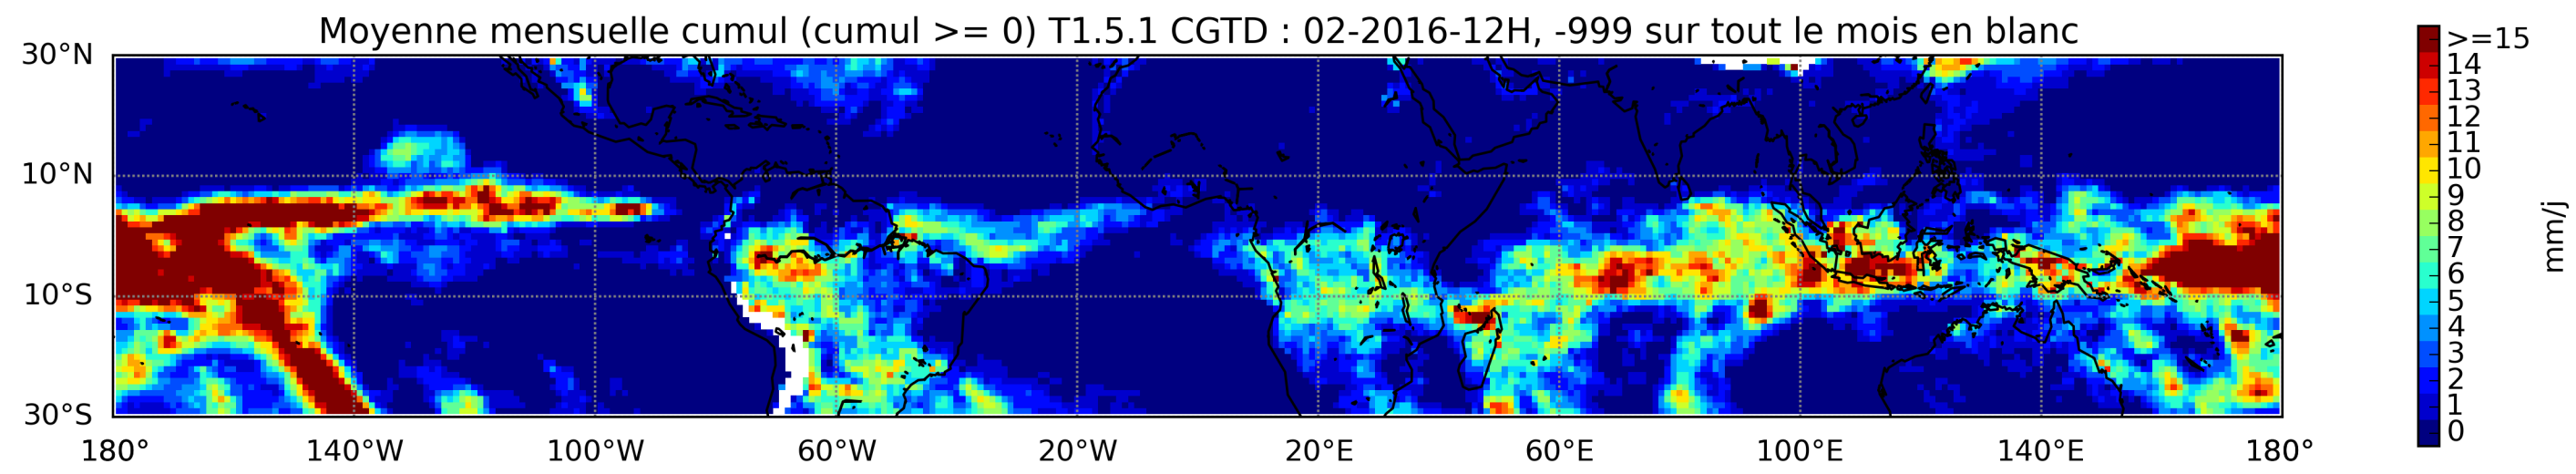 Moyenne mensuelle cumul (cumul >= 0) T1.5.1 CGTD : 02-2016-12H, -999 sur tout le mois en blanc
30°N
10°N
10°S
30°S
180°
140°W
100°W
60°W
20°W
20°E
60°E
100°E
140°E
180°
>=15
14
13
12
11
10
9
8
7
6
5
4
3
2
1
0
mm/j